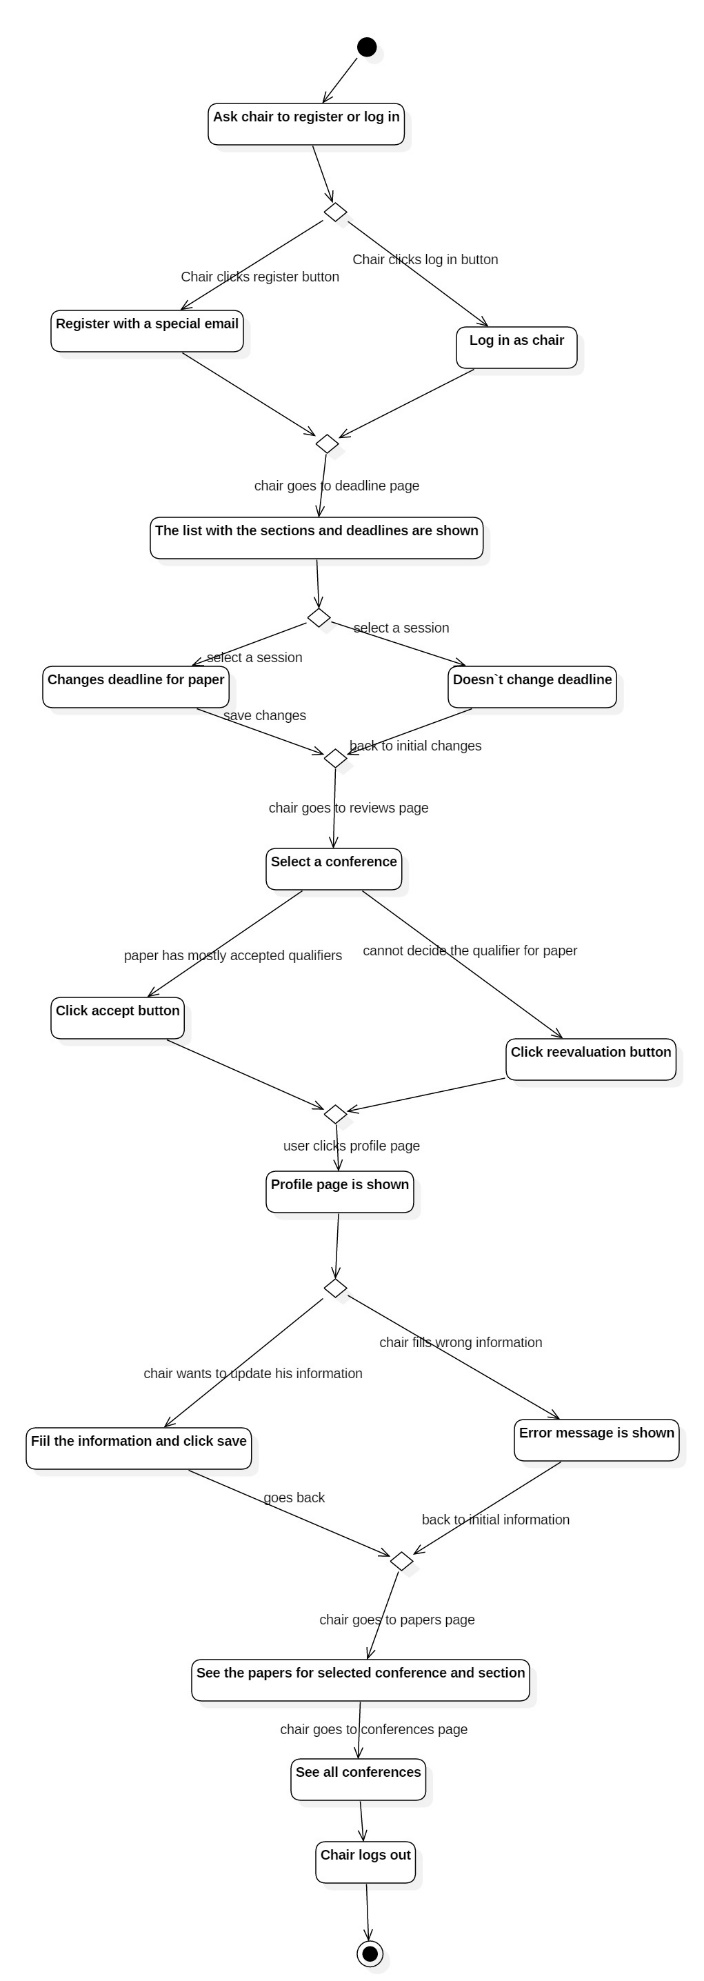 Ask chair to register or log in
Chair clicks log in button
Chair clicks register button
Register with a special email
Log in as chair
chair goes to deadline page
The list with the sections and deadlines are shown
select a session
select a session
Changes deadline for paper
Doesn`t change deadline
save changes
back to initial changes
chair goes to reviews page
Select a conference
paper has mostly accepted qualifiers
cannot decide the qualifier for paper
Click accept button
Click reevaluation button
user clicks profile page
Profile page is shown
chair fills wrong information
chair wants to update his information
Fiil the information and click save
Error message is shown
goes back
back to initial information
chair goes to papers page
See the papers for selected conference and section
chair goes to conferences page
See all conferences
Chair logs out